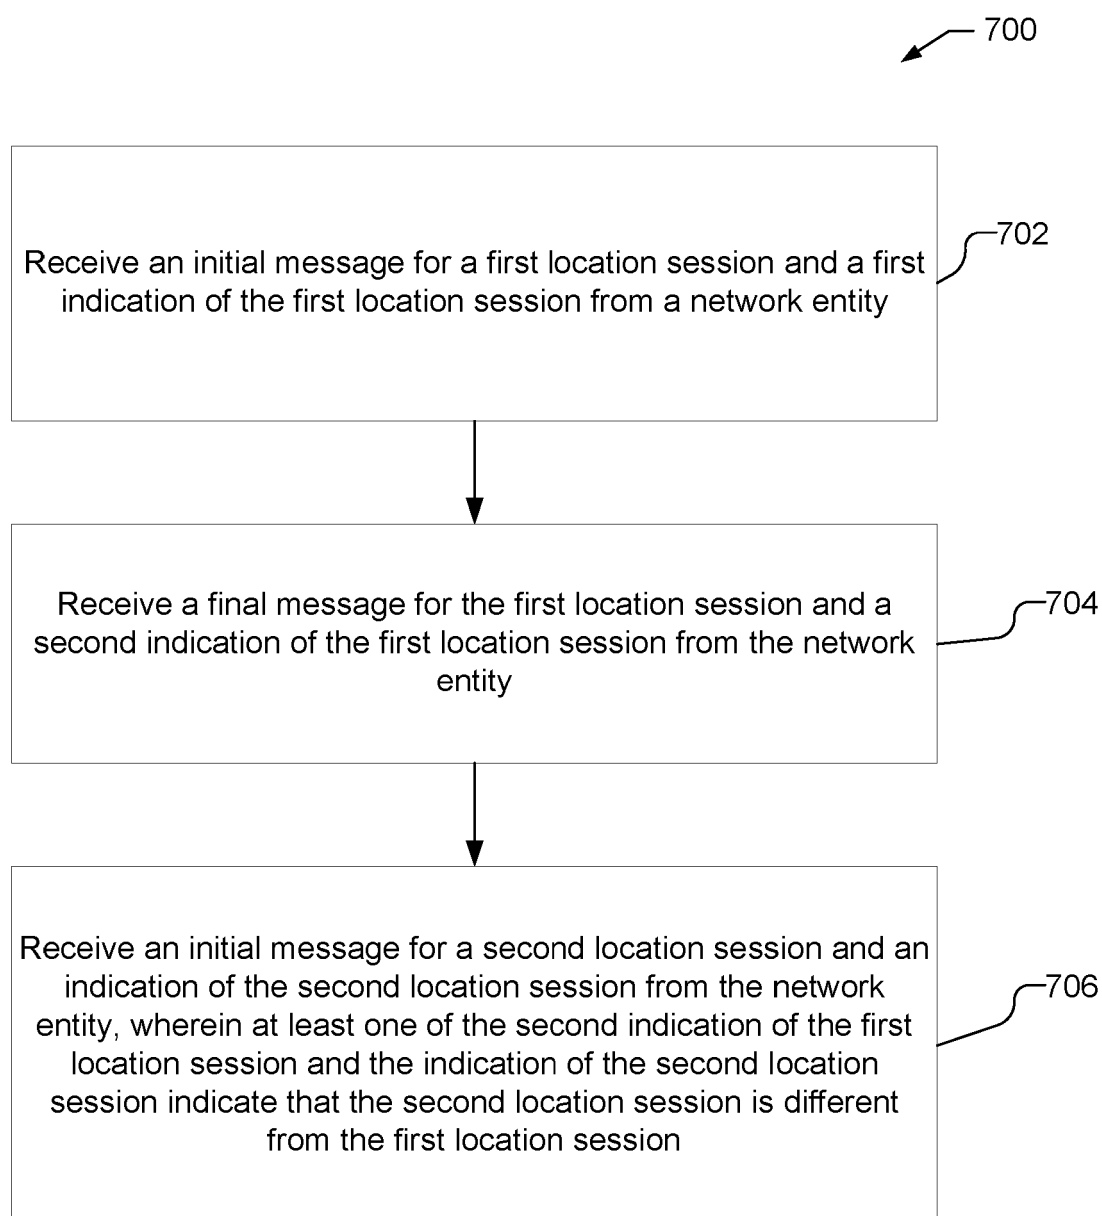 700
Receive an initial message for a first location session and a first
indication of the first location session from a network entity
702
Receive a final message for the first location session and a
second indication of the first location session from the network
entity
704
Receive an initial message for a second location session and an
indication of the second location session from the network
entity, wherein at least one of the second indication of the first
location session and the indication of the second location
session indicate that the second location session is different
from the first location session
706